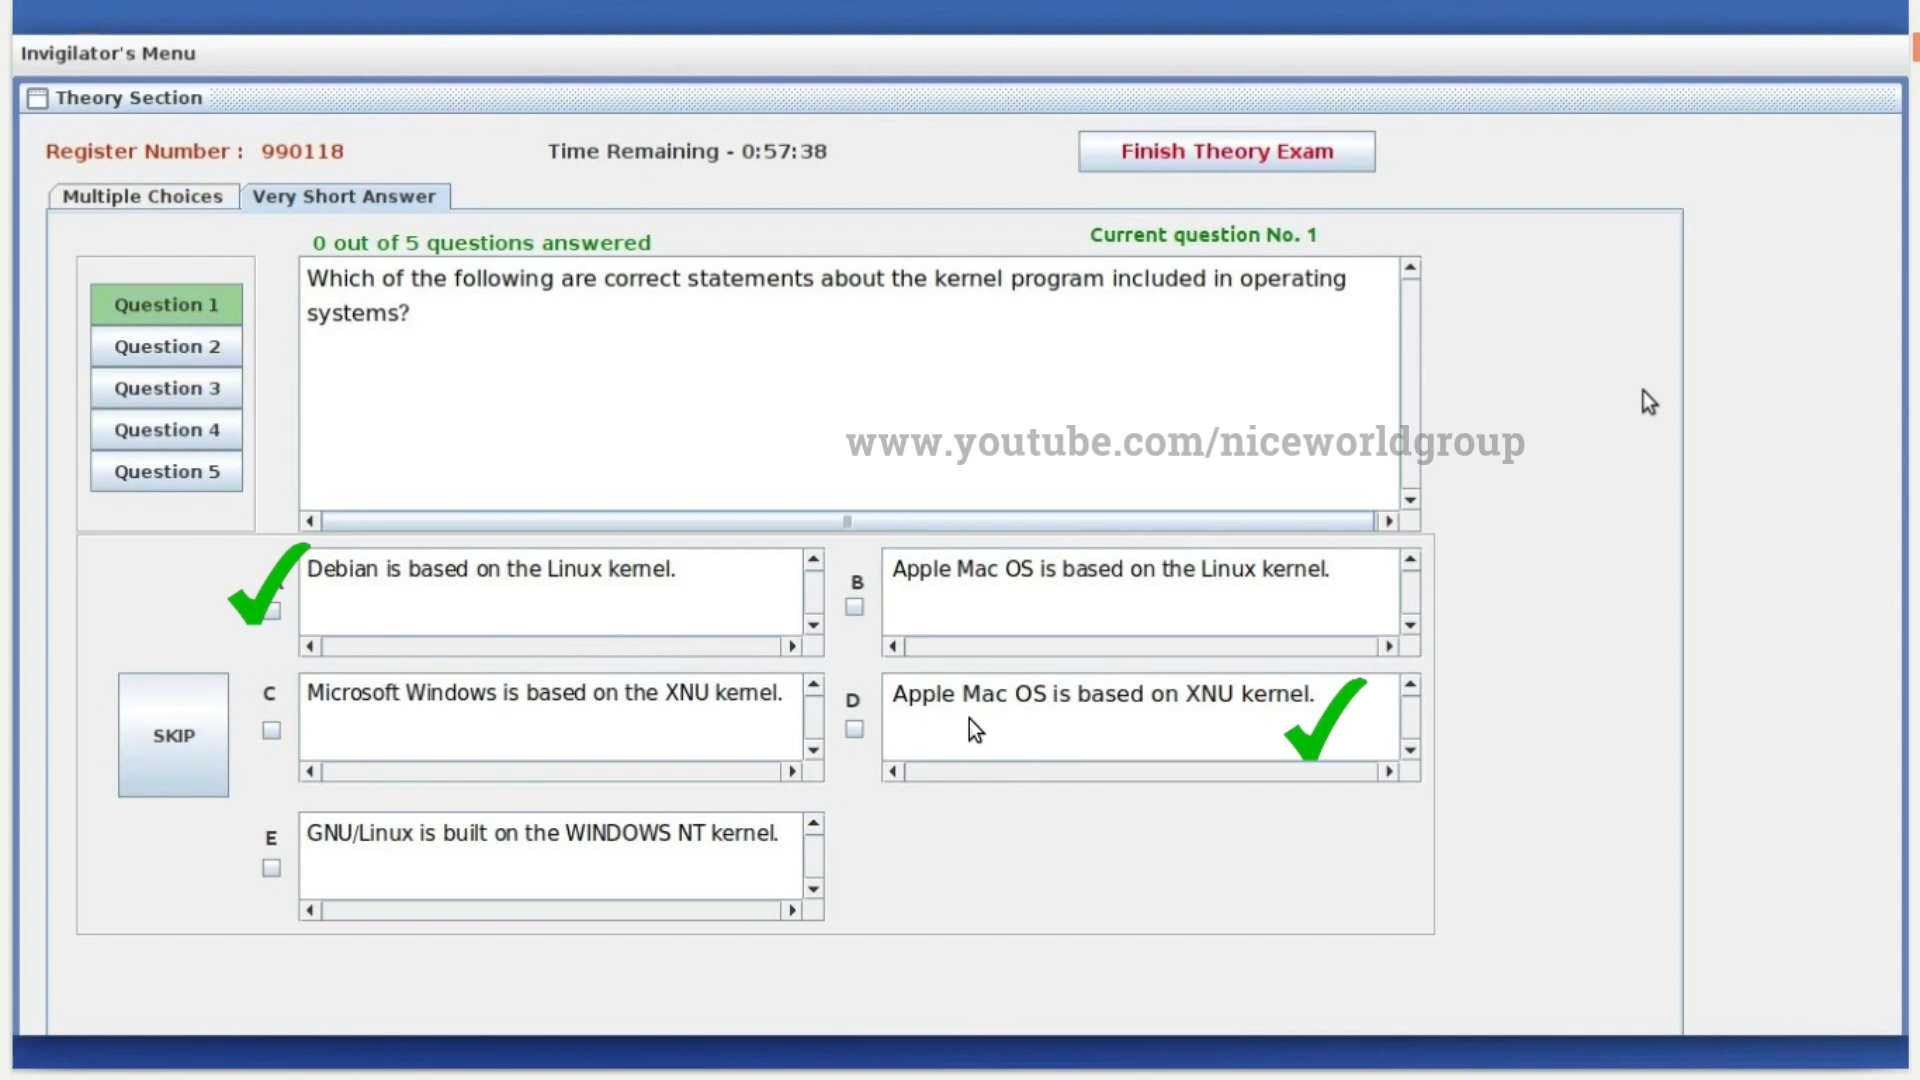 Invigilator's Menu
Theory Section
Register Number : 990118
Time Remaining - 0:57:38
Finish Theory Exam
Multiple Choices
Very Short Answer
0 out of 5 questions answered
Current question No. 1
Question 1
Question 2
Question 3
Question 4
Question 5
Which of the following are correct statements about the kernel program included in operating
systems?
www.youtube.com/niceworldgroup
Debian is based on the Linux kernel.
B
Apple Mac OS is based on the Linux kernel.
SKIP
C
Microsoft Windows is based on the XNU kernel.
D
Apple Mac OS is based on XNU kernel.
E
GNU/Linux is built on the WINDOWS NT kernel.